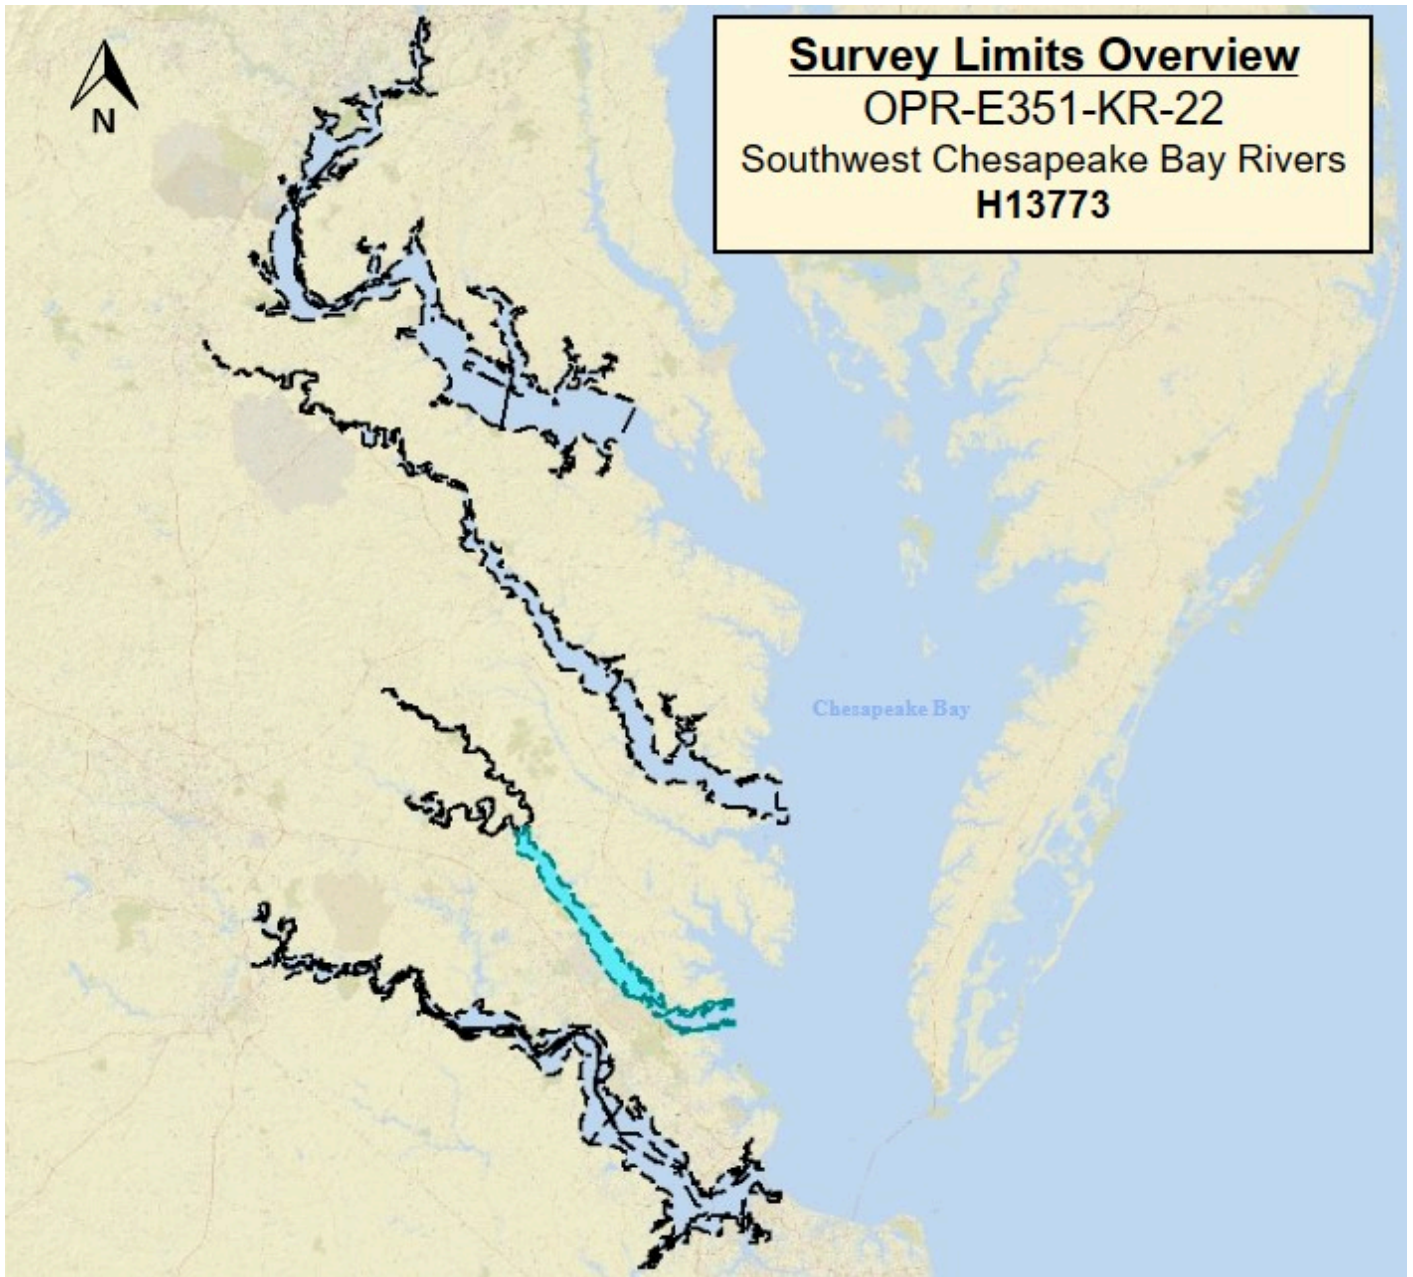 Survey Limits Overview
OPR-E351-KR-22
Southwest Chesapeake Bay Rivers
H13773
N
Chesapeake Bay